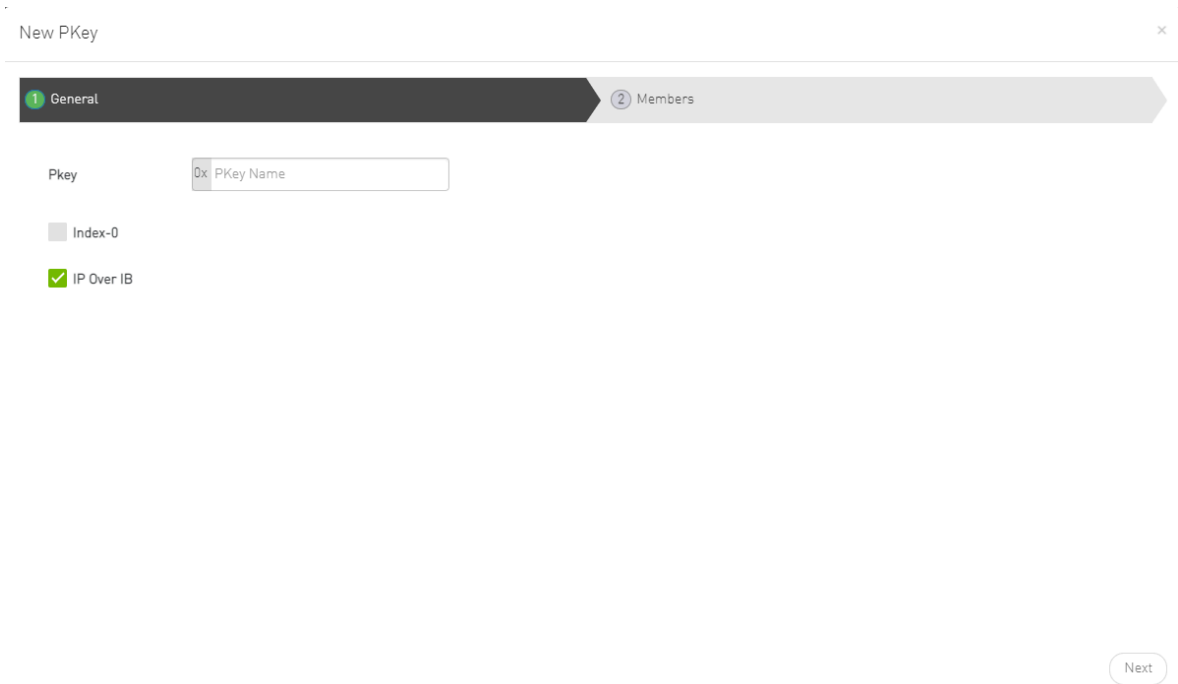 New PKey ×
1 General
2 Members
Pkey 0x PKey Name
Index-0
IP Over IB
Next